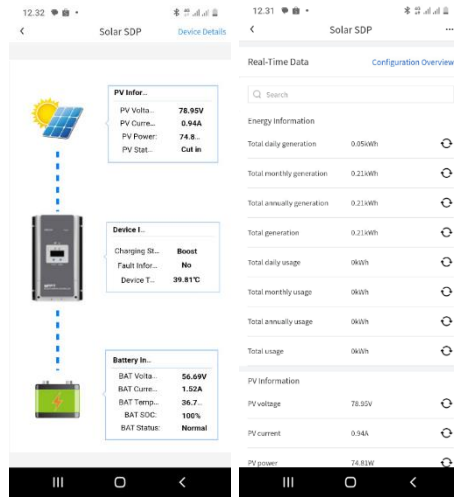 12.32
Solar SDP Device Details
PV Infor...
PV Volta... 78.95V
PV Curre... 0.94A
PV Power: 74.8..
PV Stat... Cut in
Device I...
Charging St... Boost
Fault Infor... No
Device T... 39.81℃
Battery In...
BAT Volta... 56.69V
BAT Curre... 1.52A
BAT Temp... 36.7..
BAT SOC: 100%
BAT Status: Normal
12.31
Solar SDP
Real-Time Data Configuration Overview
Search
Energy Information
Total daily generation 0.05kWh
Total monthly generation 0.21kWh
Total annually generation 0.21kWh
Total generation 0.21kWh
Total daily usage 0kWh
Total monthly usage 0kWh
Total annually usage 0kWh
Total usage 0kWh
PV Information
PV voltage 78.95V
PV current 0.94A
PV power 74.81W